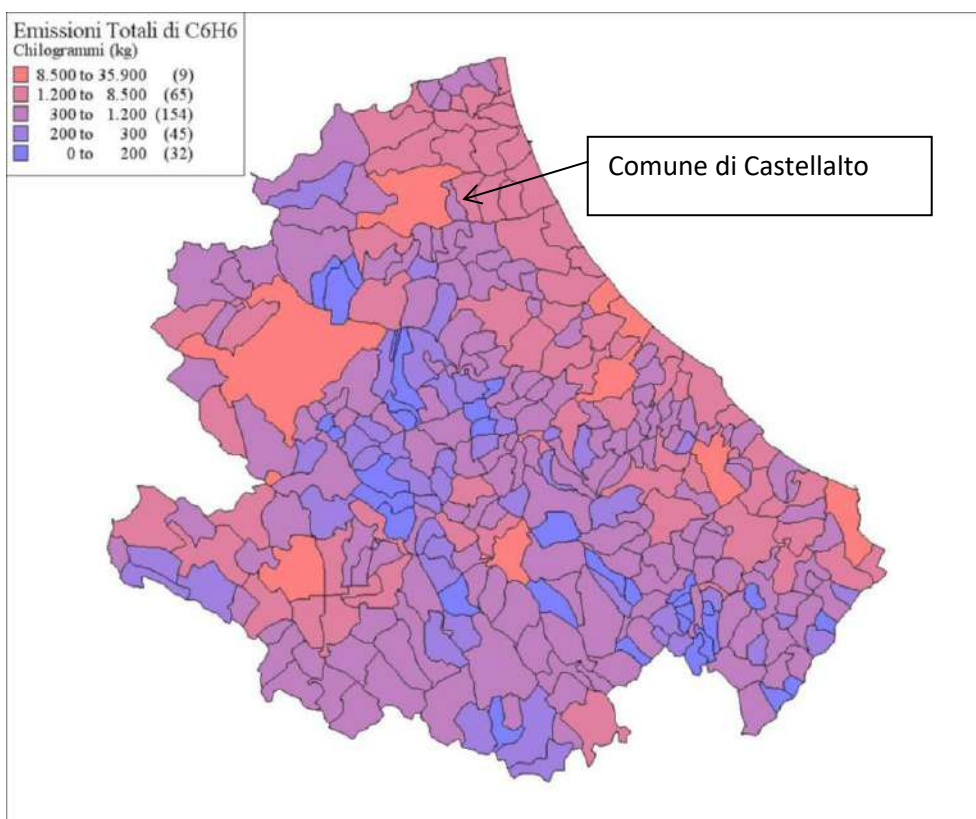 Emissioni Totali di C6H6
Chilogrammi (kg)
8.500 to 35.900 (9)
1.200 to 8.500 (65)
300 to 1.200 (154)
200 to 300 (45)
0 to 200 (32)
Comune di Castellalto